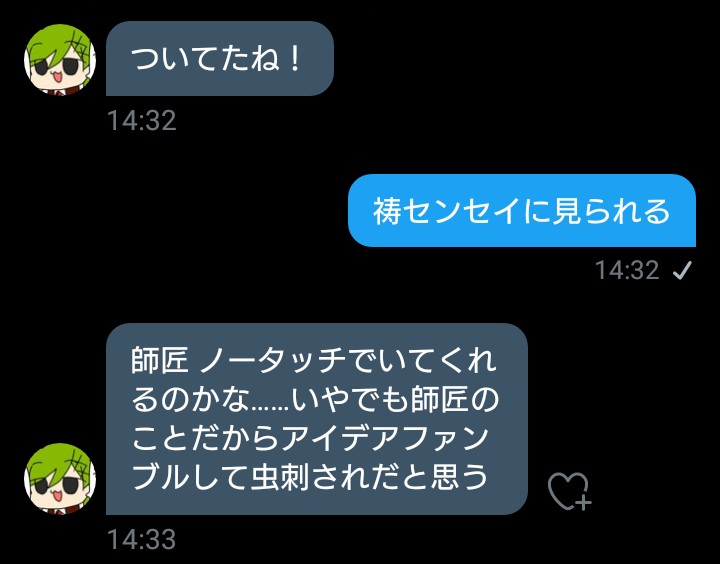 ついてたね！
14:32
祷センセイに見られる
14:32
師匠 ノータッチでいてくれ
るのかな……いやでも師匠の
ことだからアイデアファン
ブルして虫刺されだと思う
14:33